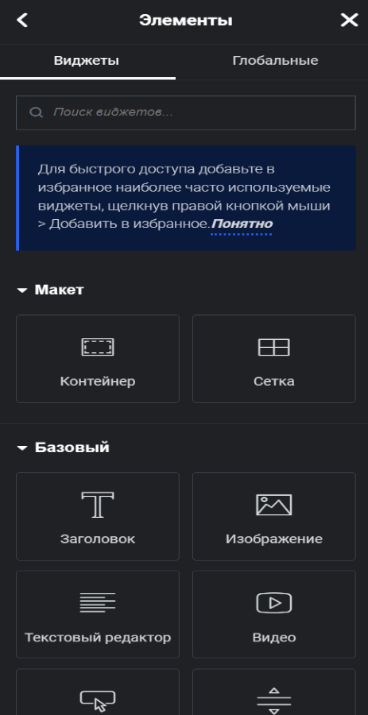 Элементы
Виджеты Глобальные
Поиск виджетов...
Для быстрого доступа добавьте в
избранное наиболее часто используемые
виджеты, щелкнув правой кнопкой мыши
> Добавить в избранное.Понятно
Макет
Контейнер Сетка
Базовый
Заголовок Изображение
Текстовый редактор Видео